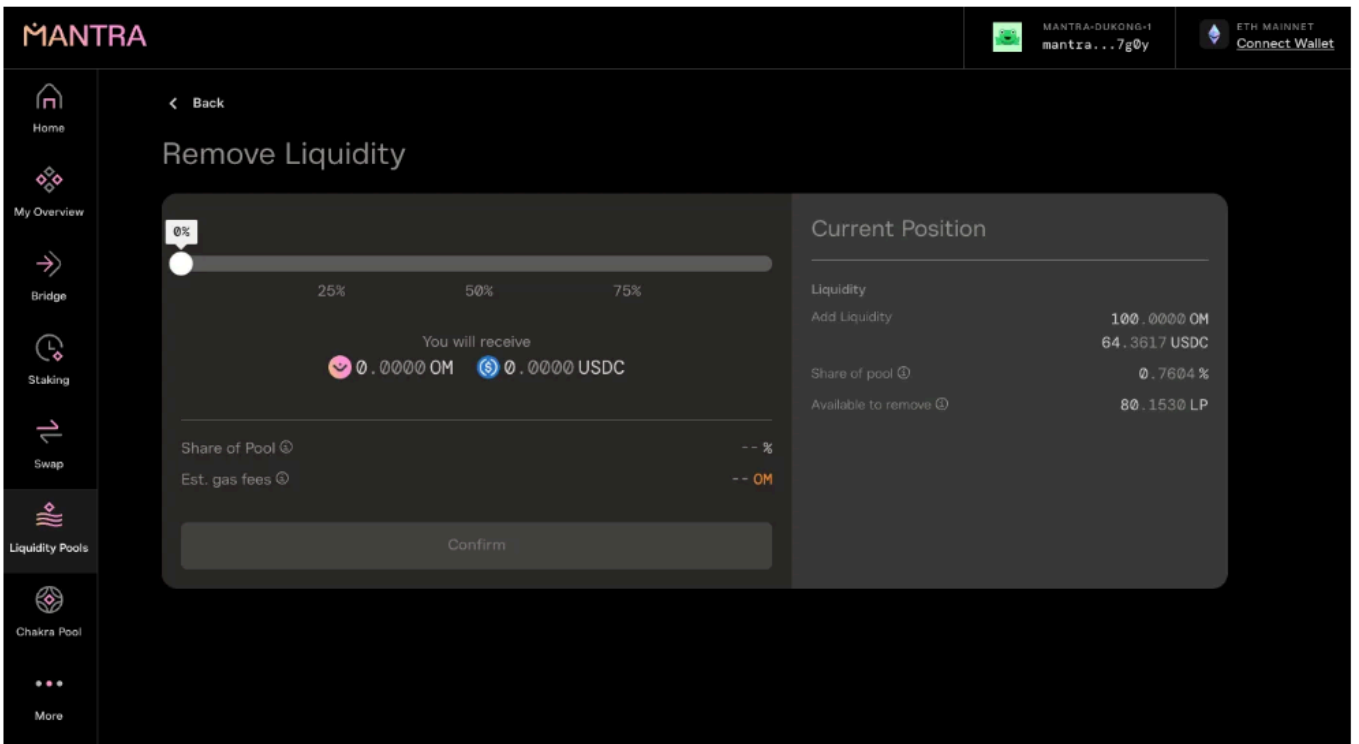 MANTRA
MANTRA-DUKONG-1
mantra...7g0y
ETH MAINNET
Connect Wallet
Home
My Overview
Bridge
Staking
Swap
Liquidity Pools
Chakra Pool
More
Back
Remove Liquidity
0%
25% 50% 75%
You will receive
0.0000 OM 0.0000 USDC
Share of Pool -- %
Est. gas fees -- OM
Confirm
Current Position
Liquidity
Add Liquidity 100.0000 OM
64.3617 USDC
Share of pool 0.7604 %
Available to remove 80.1530 LP